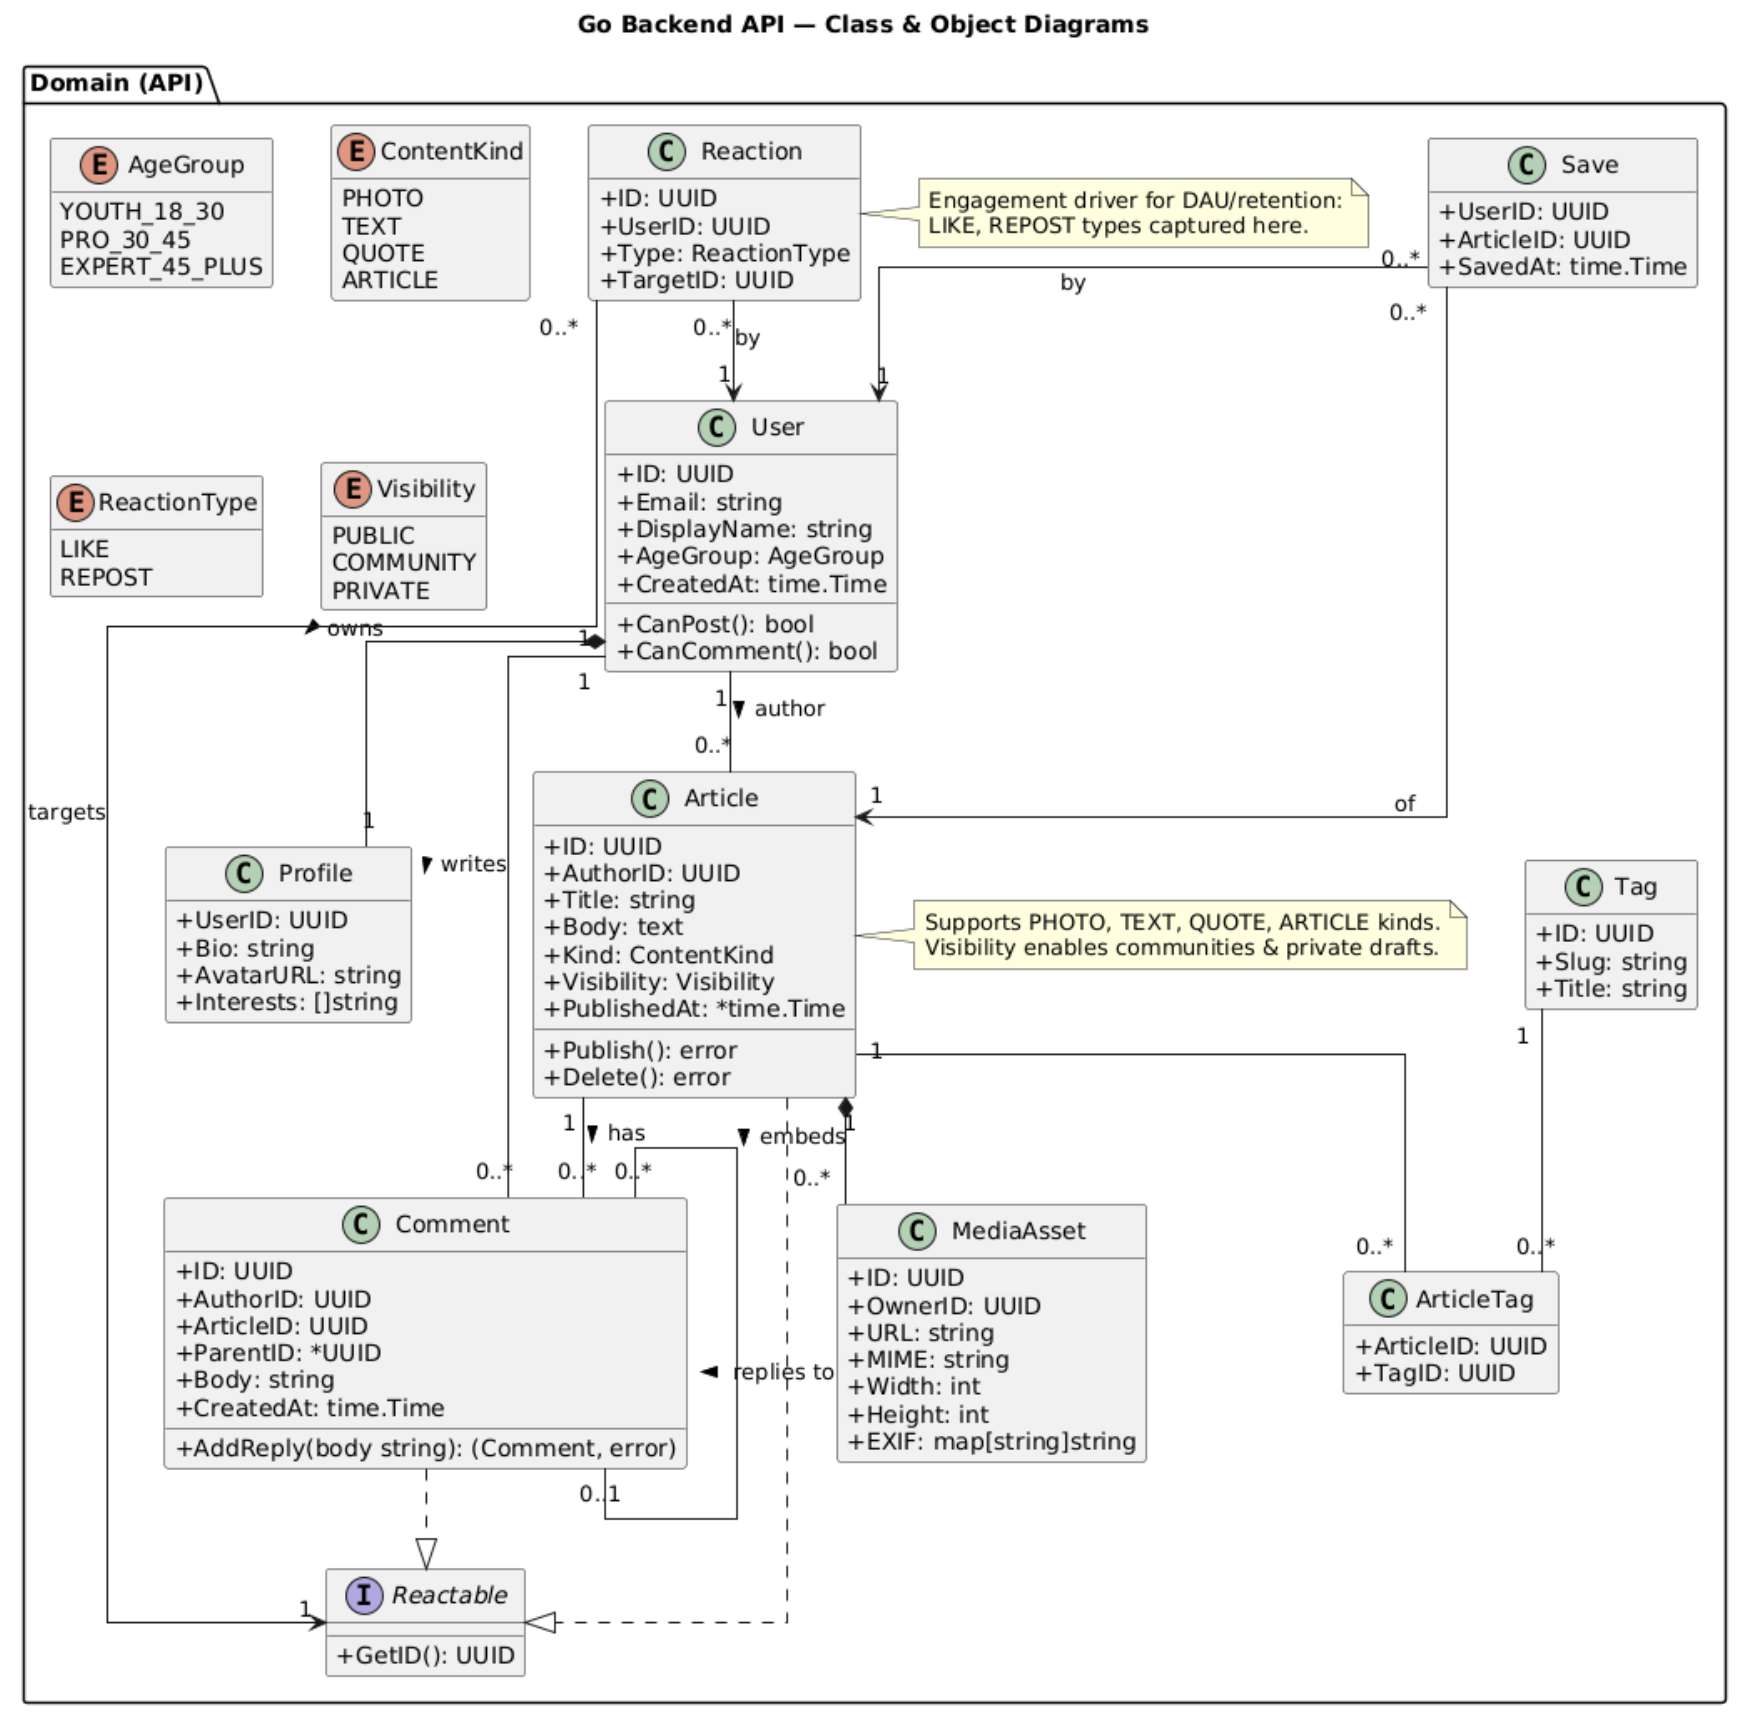 Go Backend API — Class & Object Diagrams
Domain (API)
E AgeGroup
YOUTH_18_30
PRO_30_45
EXPERT_45_PLUS
E ContentKind
PHOTO
TEXT
QUOTE
ARTICLE
C Reaction
+ID: UUID
+UserID: UUID
+Type: ReactionType
+TargetID: UUID
Engagement driver for DAU/retention:
LIKE, REPOST types captured here.
C Save
+UserID: UUID
+ArticleID: UUID
+SavedAt: time.Time
0..*
by
0..*
0..*
0..*
by
1
1
C User
+ID: UUID
+Email: string
+DisplayName: string
+AgeGroup: AgeGroup
+CreatedAt: time.Time
+CanPost(): bool
+CanComment(): bool
E ReactionType
LIKE
REPOST
E Visibility
PUBLIC
COMMUNITY
PRIVATE
owns
1
1
1
author
0..*
targets
1
C Article
+ID: UUID
+AuthorID: UUID
+Title: string
+Body: text
+Kind: ContentKind
+Visibility: Visibility
+PublishedAt: *time.Time
+Publish(): error
+Delete(): error
1
of
C Profile
+UserID: UUID
+Bio: string
+AvatarURL: string
+Interests: []string
writes
Supports PHOTO, TEXT, QUOTE, ARTICLE kinds.
Visibility enables communities & private drafts.
C Tag
+ID: UUID
+Slug: string
+Title: string
1
1
1
has
embeds
1
0..*
0..*
0..*
0..*
0..*
0..*
C Comment
+ID: UUID
+AuthorID: UUID
+ArticleID: UUID
+ParentID: *UUID
+Body: string
+CreatedAt: time.Time
+AddReply(body string): (Comment, error)
replies to
C MediaAsset
+ID: UUID
+OwnerID: UUID
+URL: string
+MIME: string
+Width: int
+Height: int
+EXIF: map[string]string
C ArticleTag
+ArticleID: UUID
+TagID: UUID
0..1
1
I Reactable
+GetID(): UUID